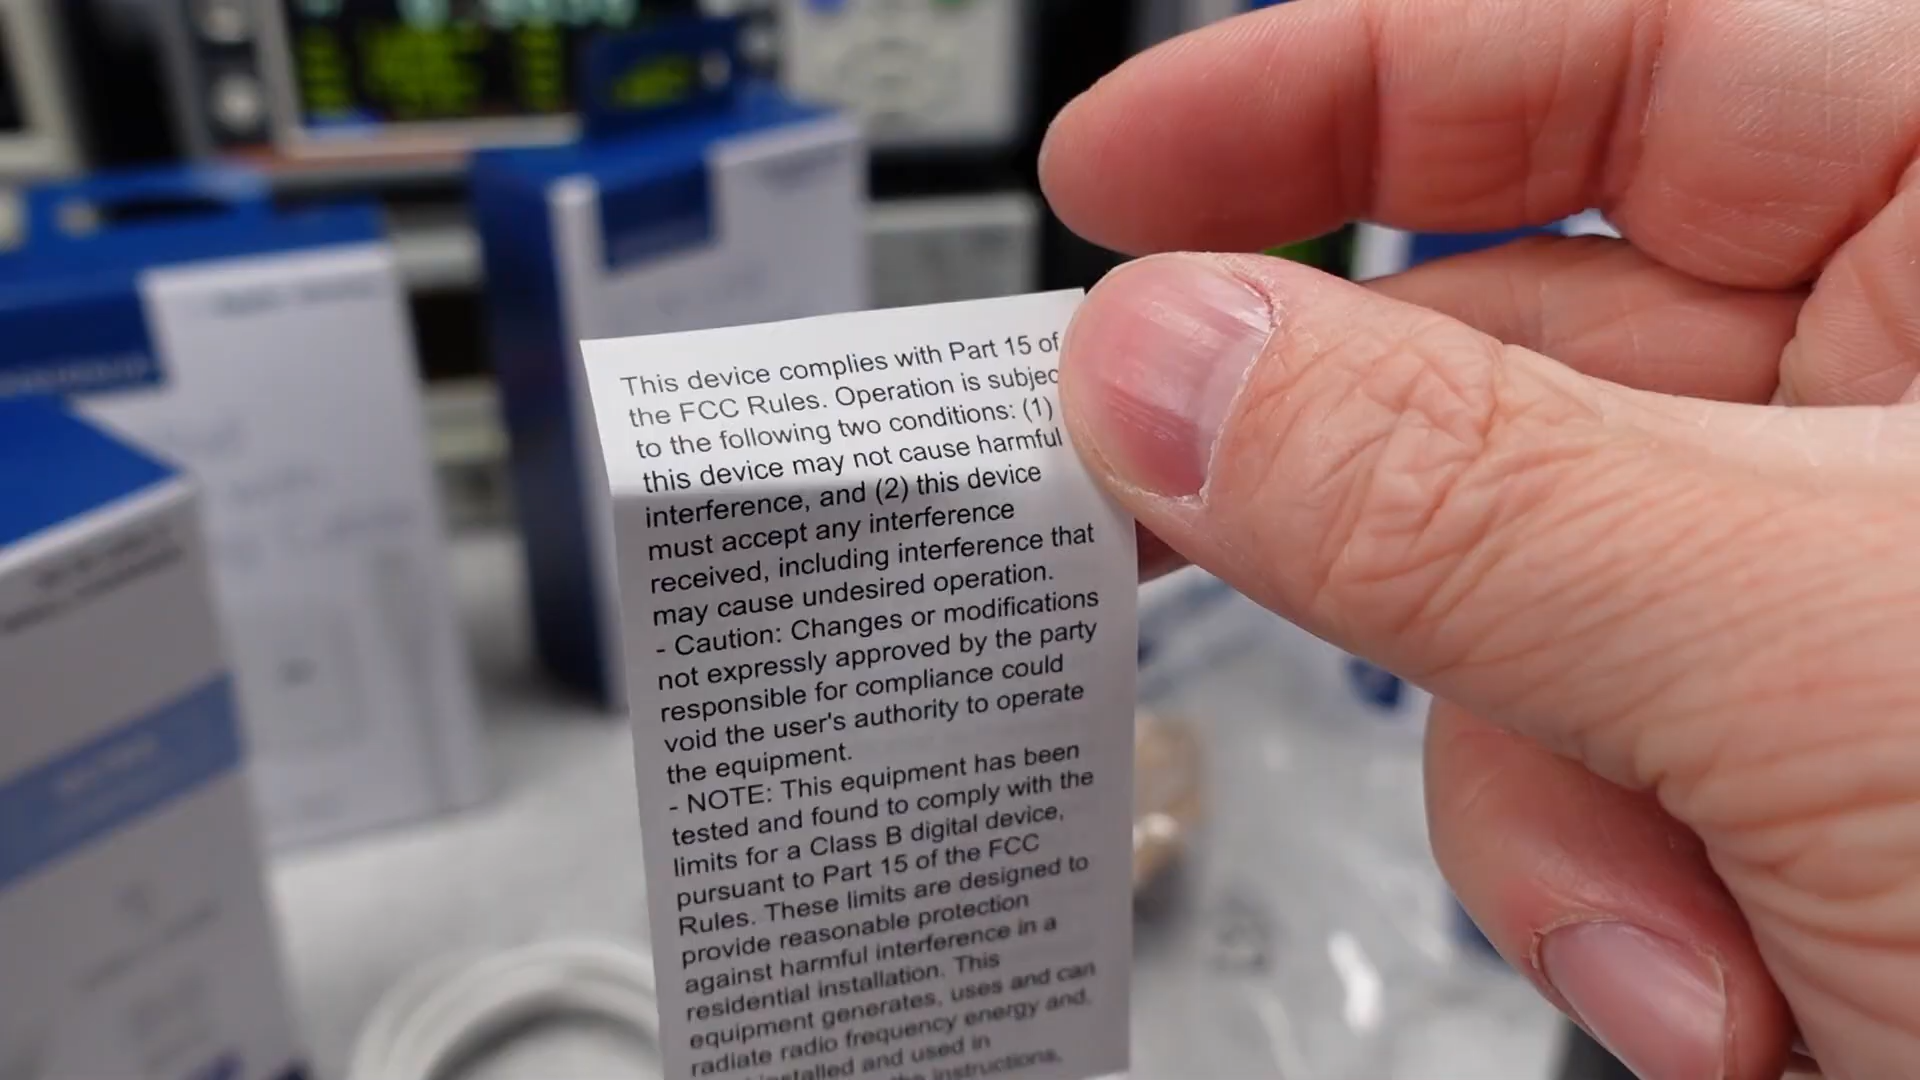 This device complies with Part 15 of
the FCC Rules. Operation is subjec
to the following two conditions: (1)
this device may not cause harmful
interference, and (2) this device
must accept any interference
received, including interference that
may cause undesired operation.
- Caution: Changes or modifications
not expressly approved by the party
responsible for compliance could
void the user's authority to operate
the equipment.
- NOTE: This equipment has been
tested and found to comply with the
limits for a Class B digital device,
pursuant to Part 15 of the FCC
Rules. These limits are designed to
provide reasonable protection
against harmful interference in a
residential installation. This
equipment generates, uses and can
radiate radio frequency energy and,
and used in
instructions,